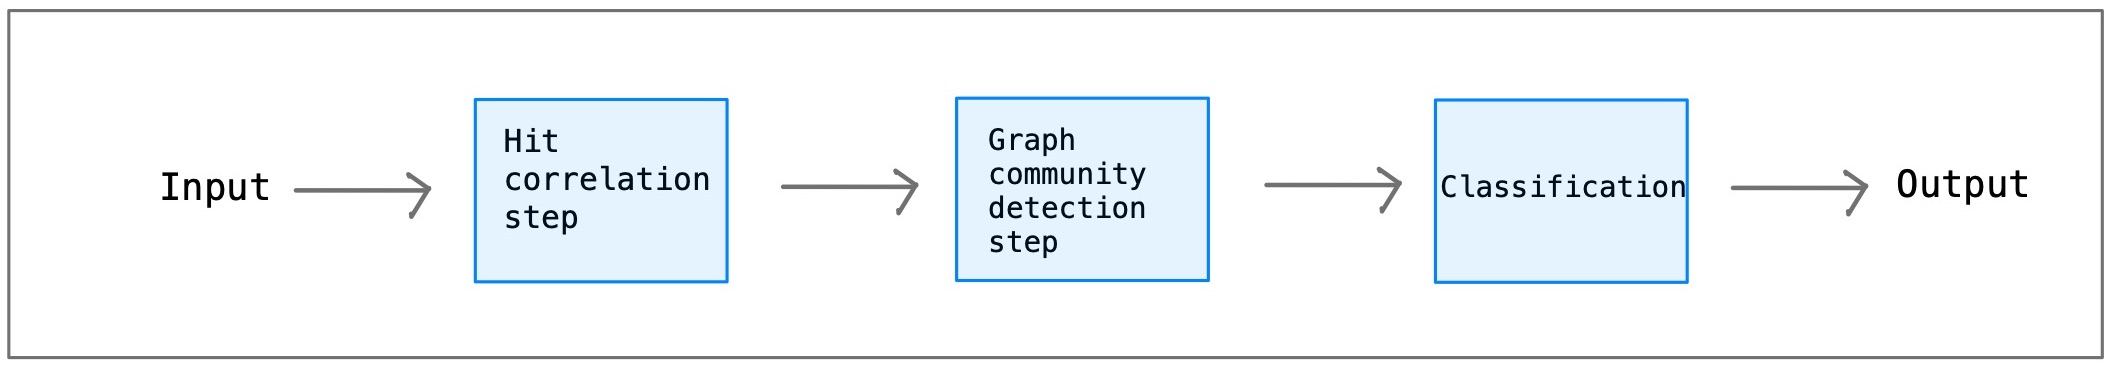 Input
Hit
correlation
step
Graph
community
detection
step
Classification
Output